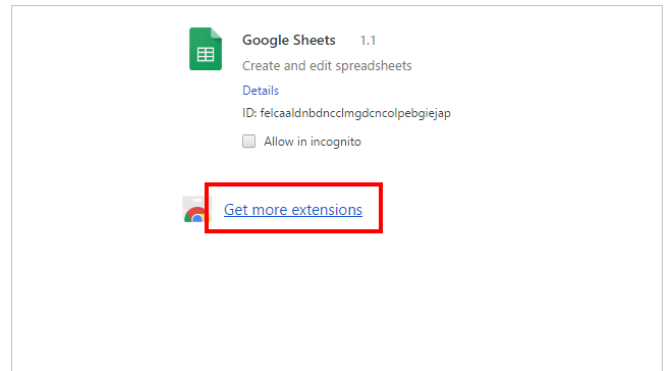 Google Sheets 1.1
Create and edit spreadsheets
Details
ID: felcaaldnbdncclmgdcncolpebgiejap
Allow in incognito
Get more extensions